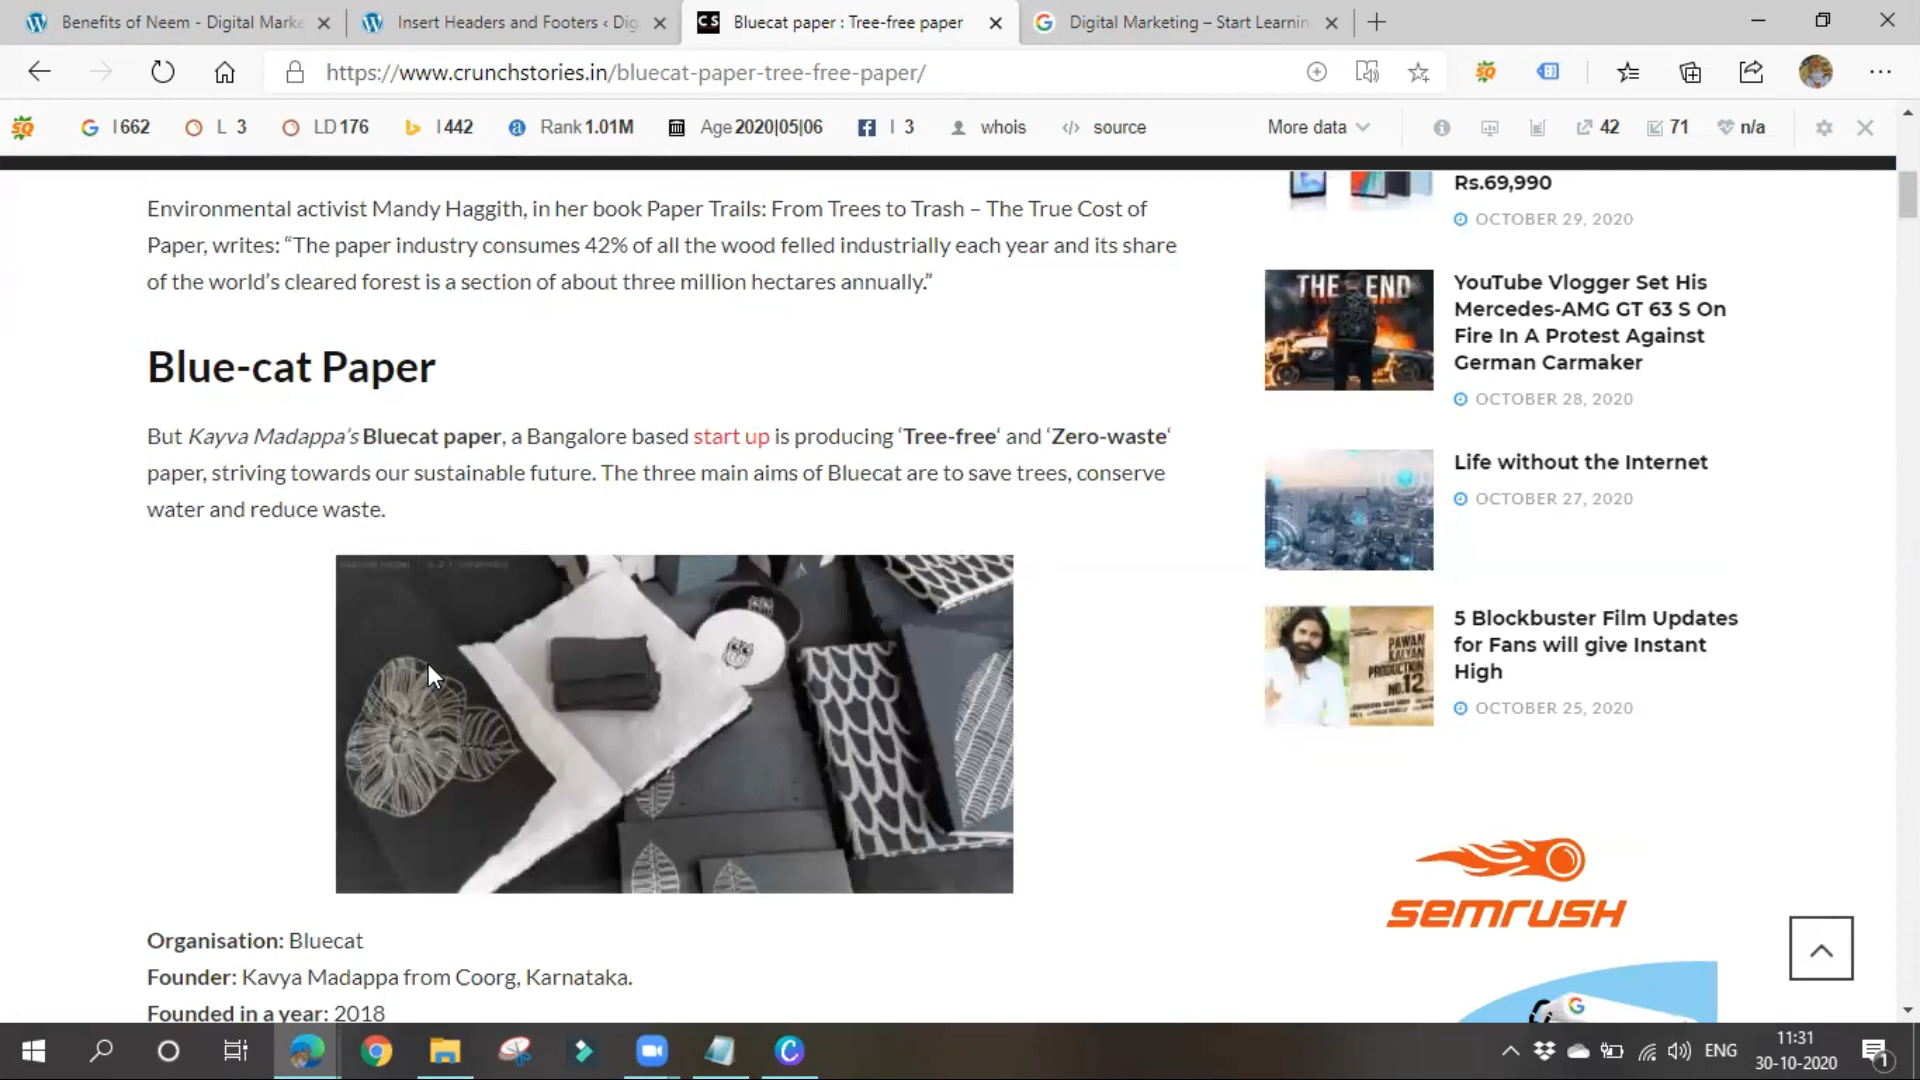 Benefits of Neem - Digital Marke
Insert Headers and Footers ‹ Dig
CS
Bluecat paper : Tree-free paper
Digital Marketing – Start Learnin
https://www.crunchstories.in/bluecat-paper-tree-free-paper/
SQ
I 662
L 3
LD 176
I 442
Rank 1.01M
Age 2020|05|06
I 3
whois
source
More data
42
71
n/a
Environmental activist Mandy Haggith, in her book Paper Trails: From Trees to Trash – The True Cost of
Paper, writes: “The paper industry consumes 42% of all the wood felled industrially each year and its share
of the world’s cleared forest is a section of about three million hectares annually.”
Blue-cat Paper
But Kayva Madappa’s Bluecat paper, a Bangalore based start up is producing ‘Tree-free‘ and ‘Zero-waste‘
paper, striving towards our sustainable future. The three main aims of Bluecat are to save trees, conserve
water and reduce waste.
Organisation: Bluecat
Founder: Kavya Madappa from Coorg, Karnataka.
Founded in a year: 2018
Rs.69,990
OCTOBER 29, 2020
THE END
YouTube Vlogger Set His
Mercedes-AMG GT 63 S On
Fire In A Protest Against
German Carmaker
OCTOBER 28, 2020
Life without the Internet
OCTOBER 27, 2020
PAWAN
KALYAN
PRODUCTION
NO.12
5 Blockbuster Film Updates
for Fans will give Instant
High
OCTOBER 25, 2020
semrush
G
ENG
11:31
30-10-2020
1